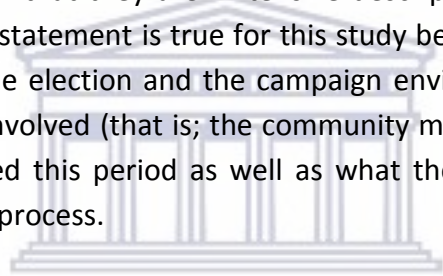 statement is true for this study be
e election and the campaign envi
nvolved (that is; the community m
ed this period as well as what the
process.